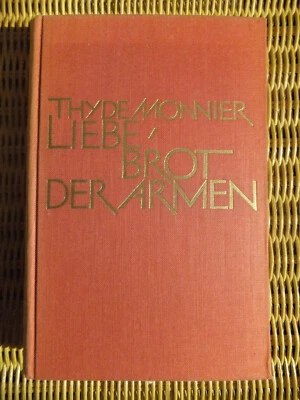 THYDE MONNIER
LIEBE /
BROT
DER ARMEN